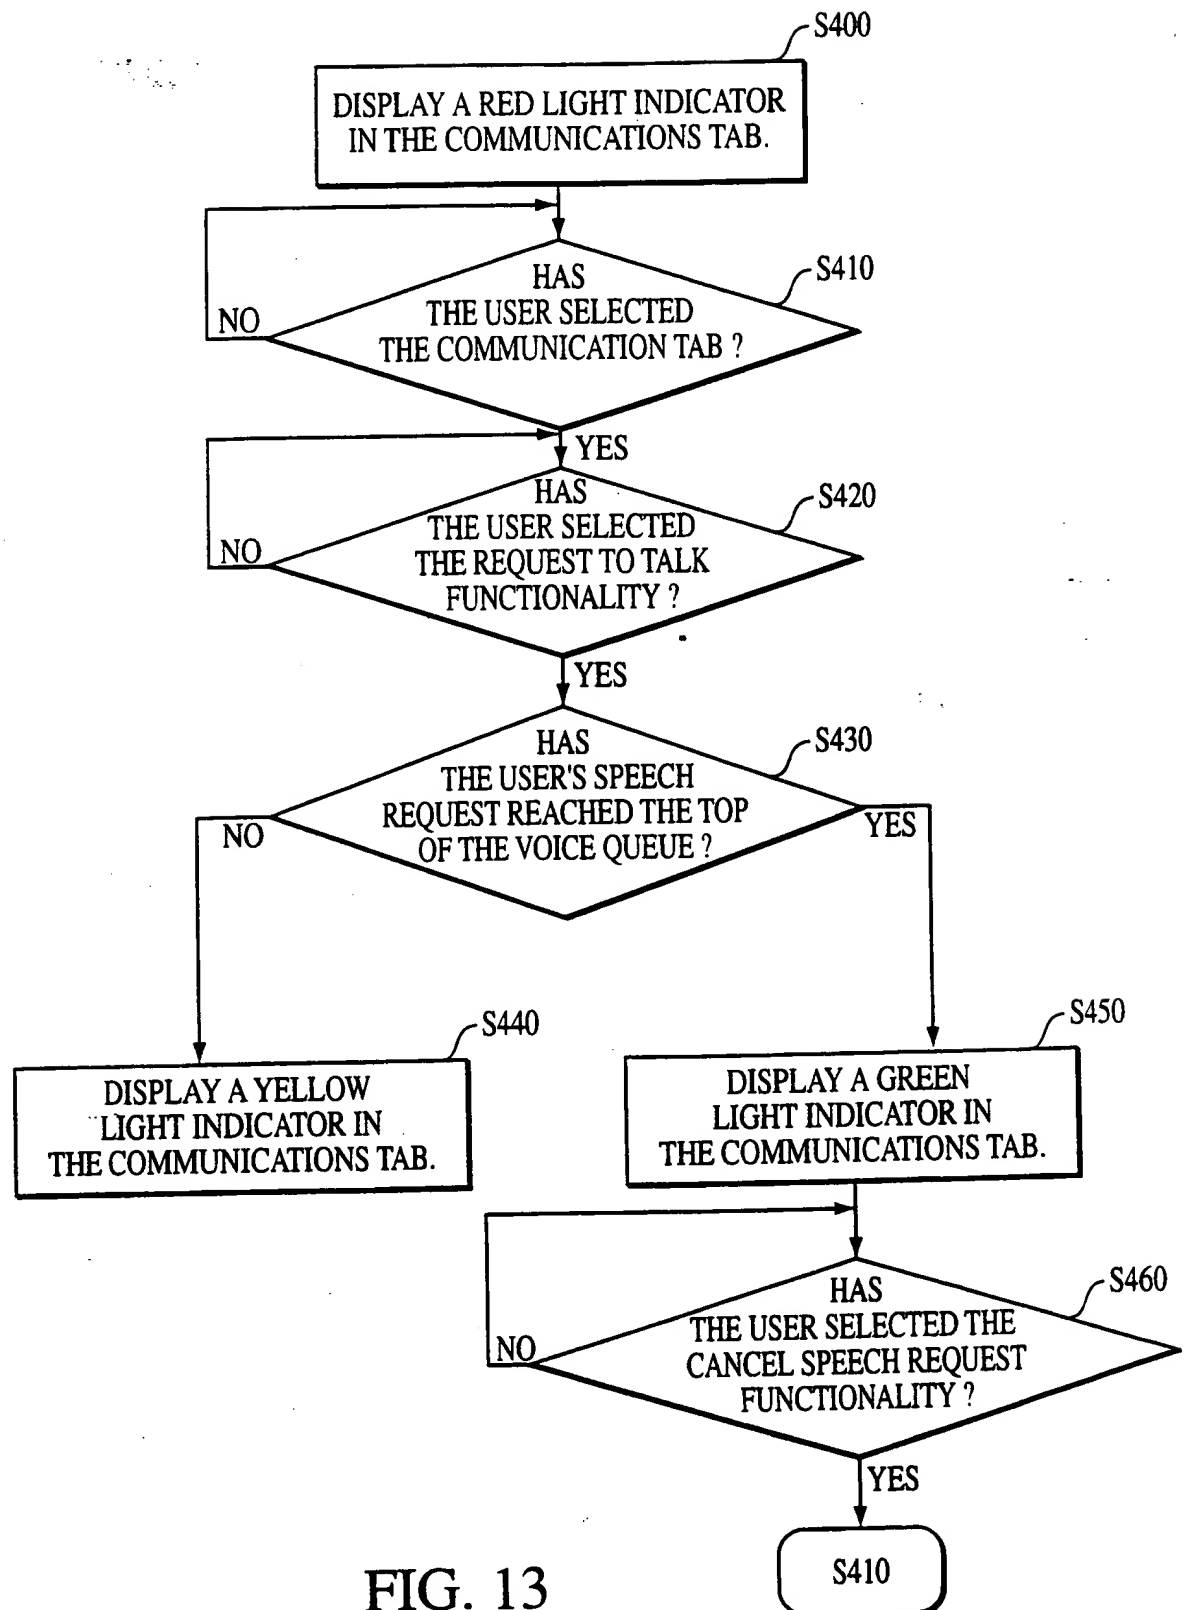 S400
DISPLAY A RED LIGHT INDICATOR
IN THE COMMUNICATIONS TAB.
S410
HAS
THE USER SELECTED
THE COMMUNICATION TAB ?
NO
YES
S420
HAS
THE USER SELECTED
THE REQUEST TO TALK
FUNCTIONALITY ?
NO
YES
S430
HAS
THE USER'S SPEECH
REQUEST REACHED THE TOP
OF THE VOICE QUEUE ?
NO
YES
S440
DISPLAY A YELLOW
LIGHT INDICATOR IN
THE COMMUNICATIONS TAB.
S450
DISPLAY A GREEN
LIGHT INDICATOR IN
THE COMMUNICATIONS TAB.
S460
HAS
THE USER SELECTED THE
CANCEL SPEECH REQUEST
FUNCTIONALITY ?
NO
YES
S410
FIG. 13